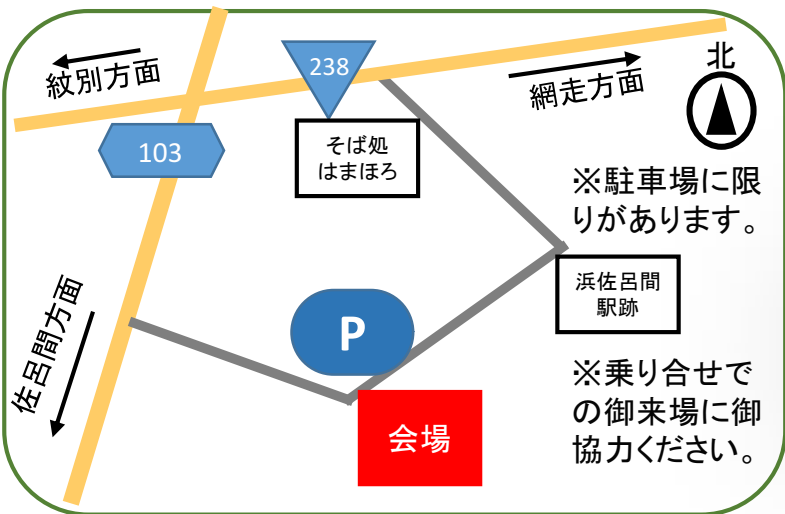 紋別方面
238
網走方面
北
103
そば処
はまほろ
※駐車場に限
りがあります。
佐呂間方面
浜佐呂間
駅跡
P
※乗り合せで
の御来場に御
協力ください。
会場